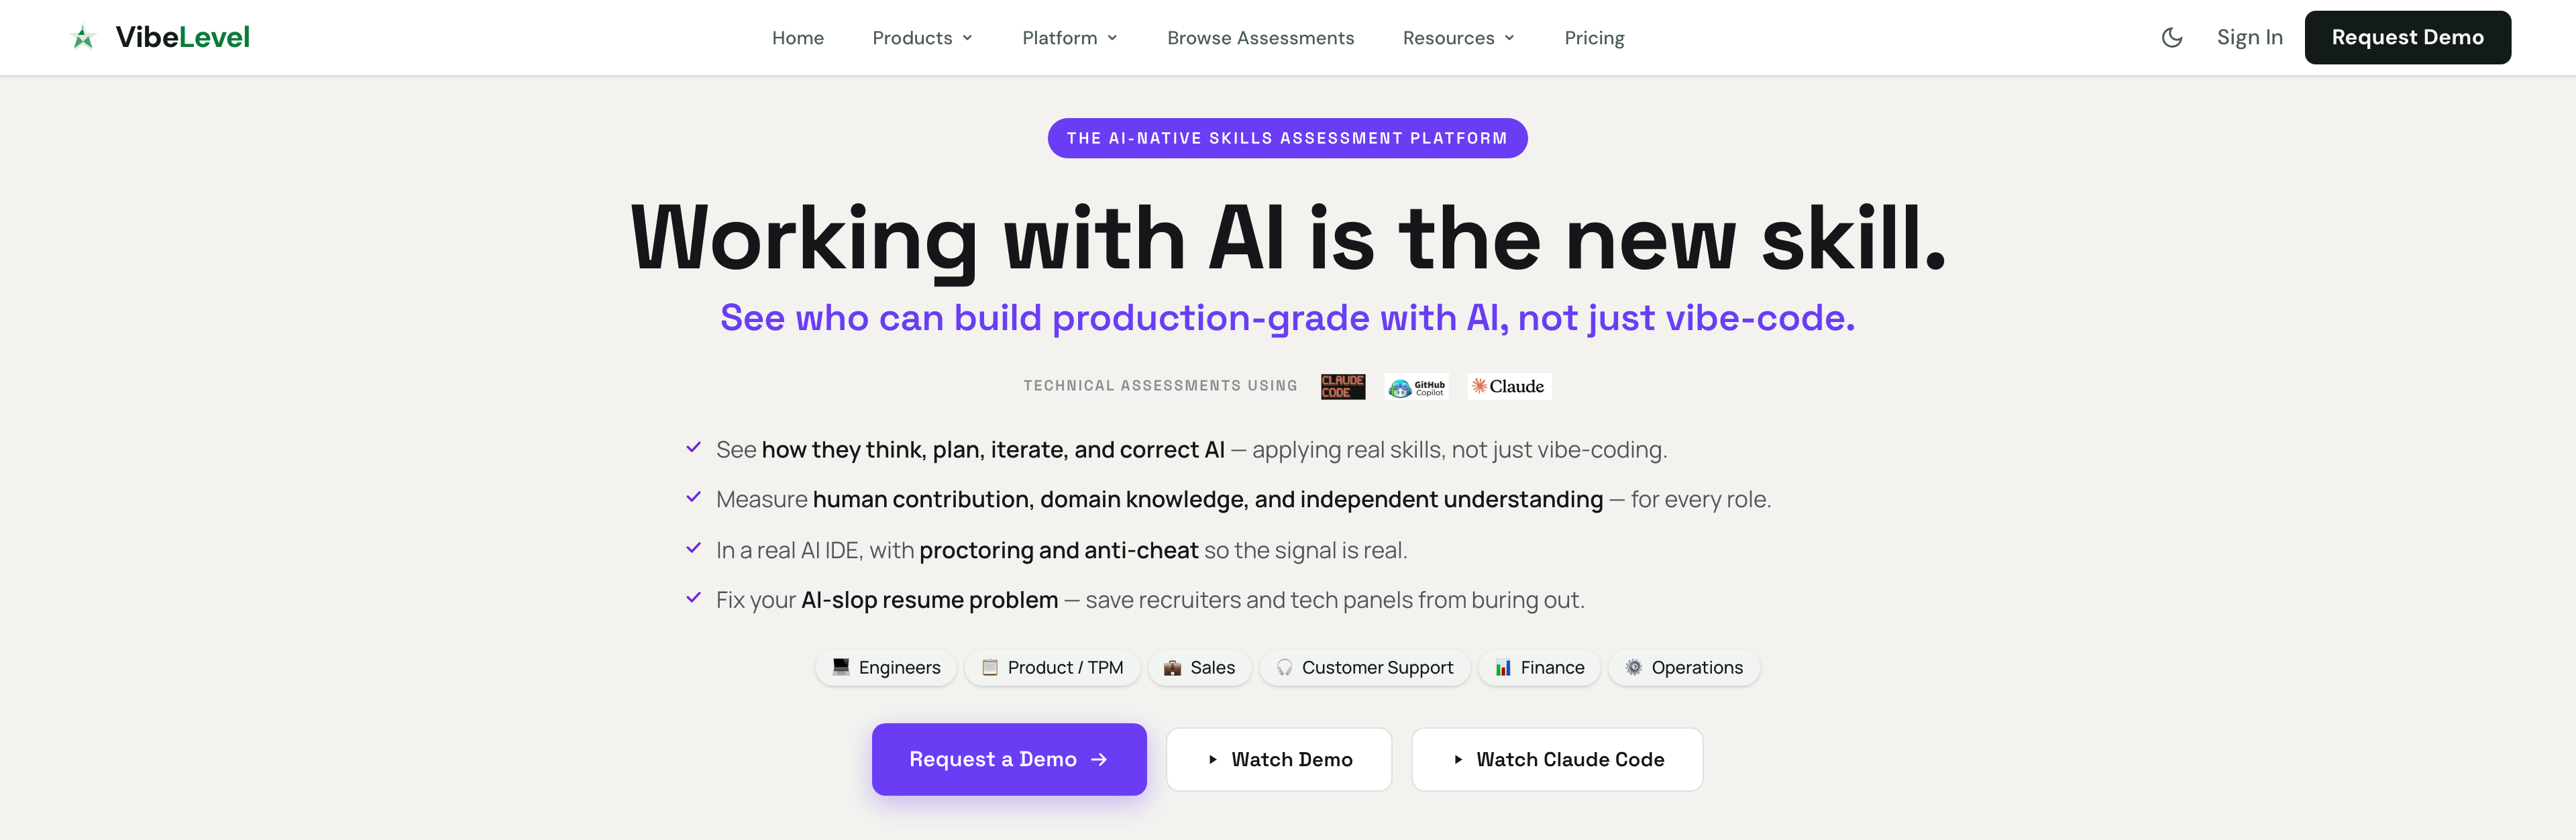 VibeLevel
Home Products Platform Browse Assessments Resources Pricing
Sign In Request Demo
THE AI-NATIVE SKILLS ASSESSMENT PLATFORM
Working with AI is the new skill.
See who can build production-grade with AI, not just vibe-code.
TECHNICAL ASSESSMENTS USING
CLAUDE
CODE
GitHub
Copilot
Claude
See how they think, plan, iterate, and correct AI — applying real skills, not just vibe-coding.
Measure human contribution, domain knowledge, and independent understanding — for every role.
In a real AI IDE, with proctoring and anti-cheat so the signal is real.
Fix your AI-slop resume problem — save recruiters and tech panels from buring out.
Engineers Product / TPM Sales Customer Support Finance Operations
Request a Demo → Watch Demo Watch Claude Code